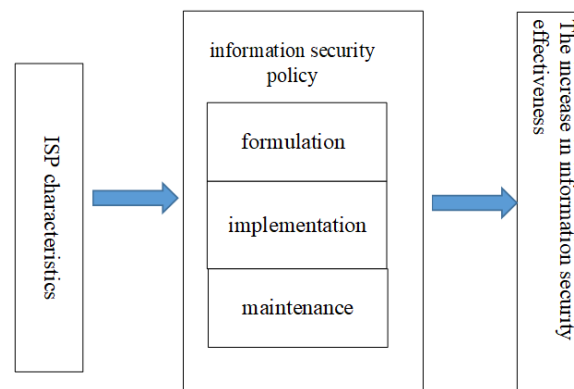 ISP characteristics
information security
policy
formulation
implementation
maintenance
The increase in information security
effectiveness